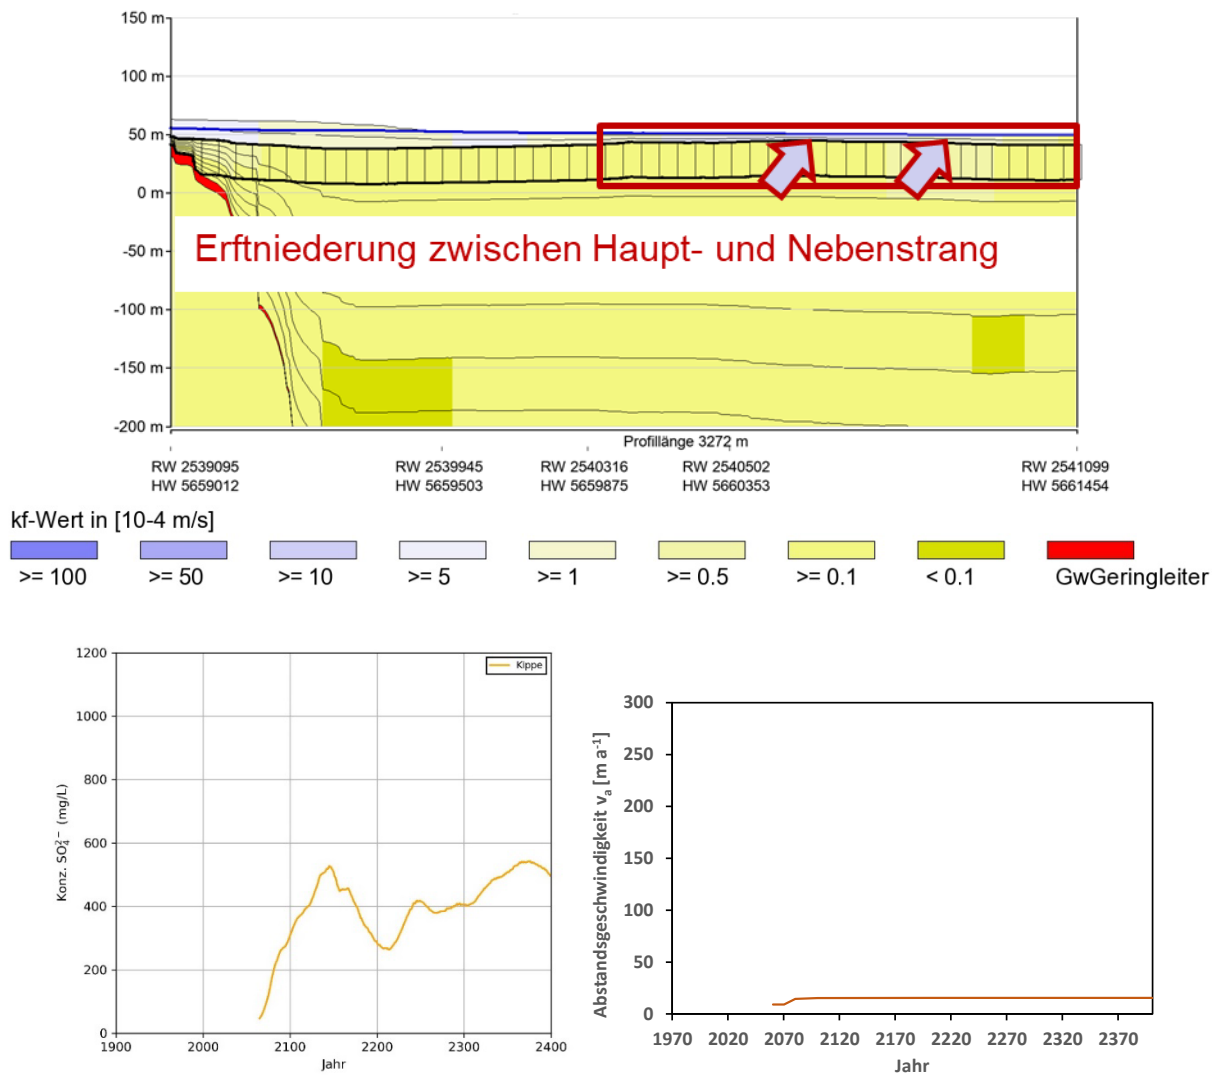 150 m
100 m
50 m
0 m
-50 m
-100 m
-150 m
-200 m
Erftniederung zwischen Haupt- und Nebenstrang
Profillänge 3272 m
RW 2539095
HW 5659012
RW 2539945
HW 5659503
RW 2540316
HW 5659875
RW 2540502
HW 5660353
RW 2541099
HW 5661454
kf-Wert in [10-4 m/s]
>= 100
>= 50
>= 10
>= 5
>= 1
>= 0.5
>= 0.1
< 0.1
GwGeringleiter
Konz. SO₄²⁻ (mg/L)
1200
1000
800
600
400
200
0
Kippe
1900 2000 2100 2200 2300 2400
Jahr
Abstandsgeschwindigkeit vₐ [m a⁻¹]
300
250
200
150
100
50
0
1970 2020 2070 2120 2170 2220 2270 2320 2370
Jahr